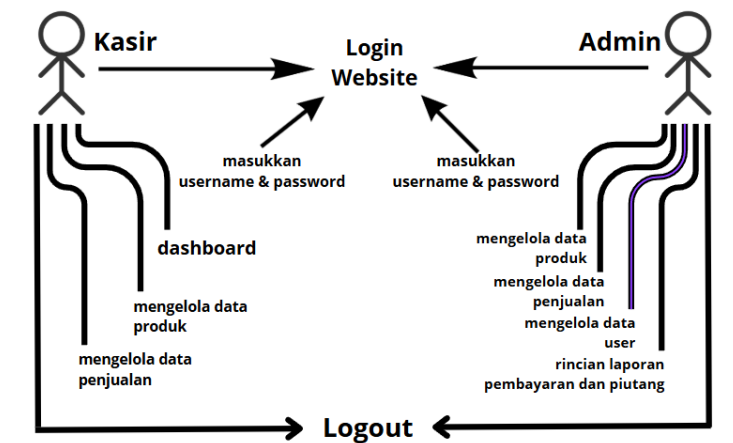 Kasir
Login
Website
Admin
masukkan
username & password
masukkan
username & password
dashboard
mengelola data
produk
mengelola data
penjualan
mengelola data
produk
mengelola data
penjualan
mengelola data
user
rincian laporan
pembayaran dan piutang
Logout